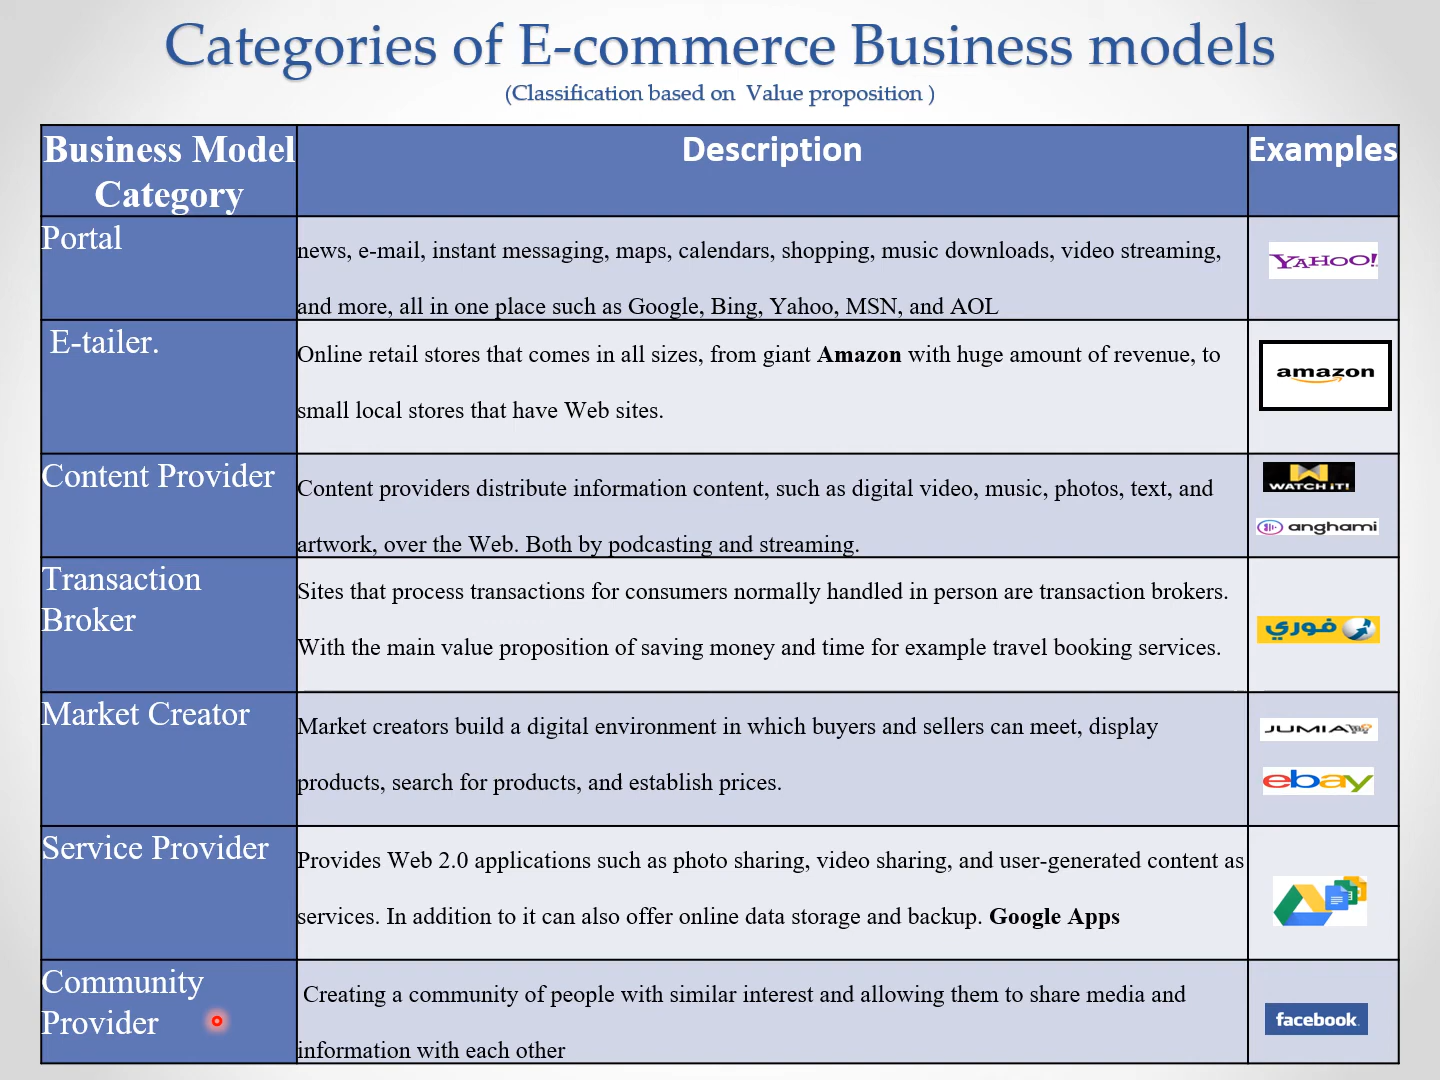 Categories of E-commerce Business models
(Classification based on  Value proposition )
Business Model Category
Description
Examples
Portal
news, e-mail, instant messaging, maps, calendars, shopping, music downloads, video streaming,
and more, all in one place such as Google, Bing, Yahoo, MSN, and AOL
YAHOO!
E-tailer.
Online retail stores that comes in all sizes, from giant Amazon with huge amount of revenue, to
small local stores that have Web sites.
amazon
Content Provider
Content providers distribute information content, such as digital video, music, photos, text, and
artwork, over the Web. Both by podcasting and streaming.
WATCH iT!
anghami
Transaction
Broker
Sites that process transactions for consumers normally handled in person are transaction brokers.
With the main value proposition of saving money and time for example travel booking services.
فوري
Market Creator
Market creators build a digital environment in which buyers and sellers can meet, display
products, search for products, and establish prices.
JUMIA
ebay
Service Provider
Provides Web 2.0 applications such as photo sharing, video sharing, and user-generated content as
services. In addition to it can also offer online data storage and backup. Google Apps
Community
Provider
Creating a community of people with similar interest and allowing them to share media and
information with each other
facebook